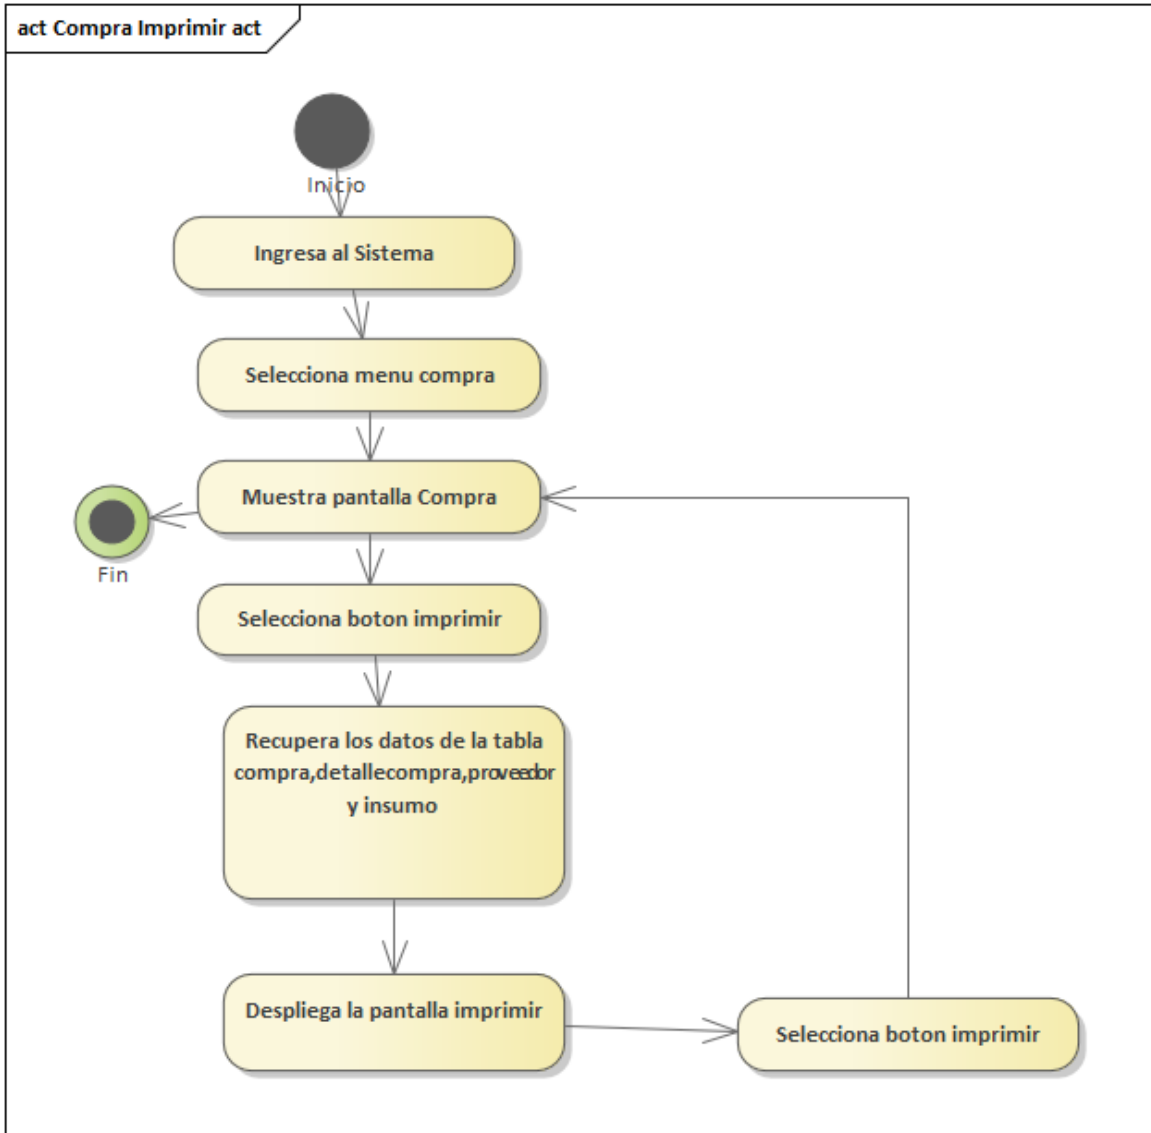 act Compra Imprimir act
Inicio
Ingresa al Sistema
Selecciona menu compra
Muestra pantalla Compra
Fin
Selecciona boton imprimir
Recupera los datos de la tabla
compra,detallecompra,proveedor
y insumo
Despliega la pantalla imprimir
Selecciona boton imprimir